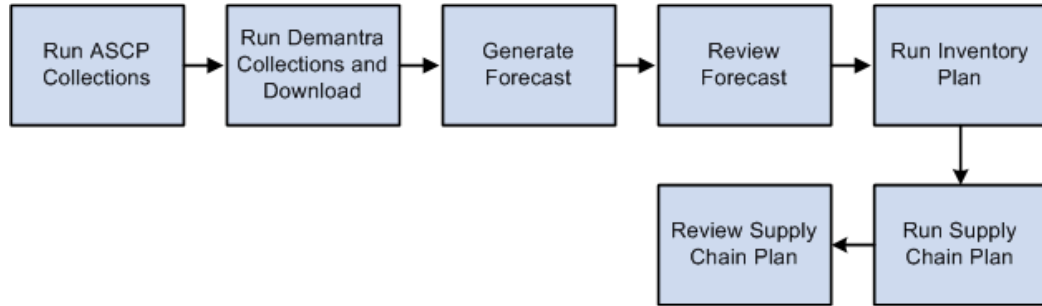 Run ASCP
Collections
Run Demantra
Collections and
Download
Generate
Forecast
Review
Forecast
Run Inventory
Plan
Review Supply
Chain Plan
Run Supply
Chain Plan